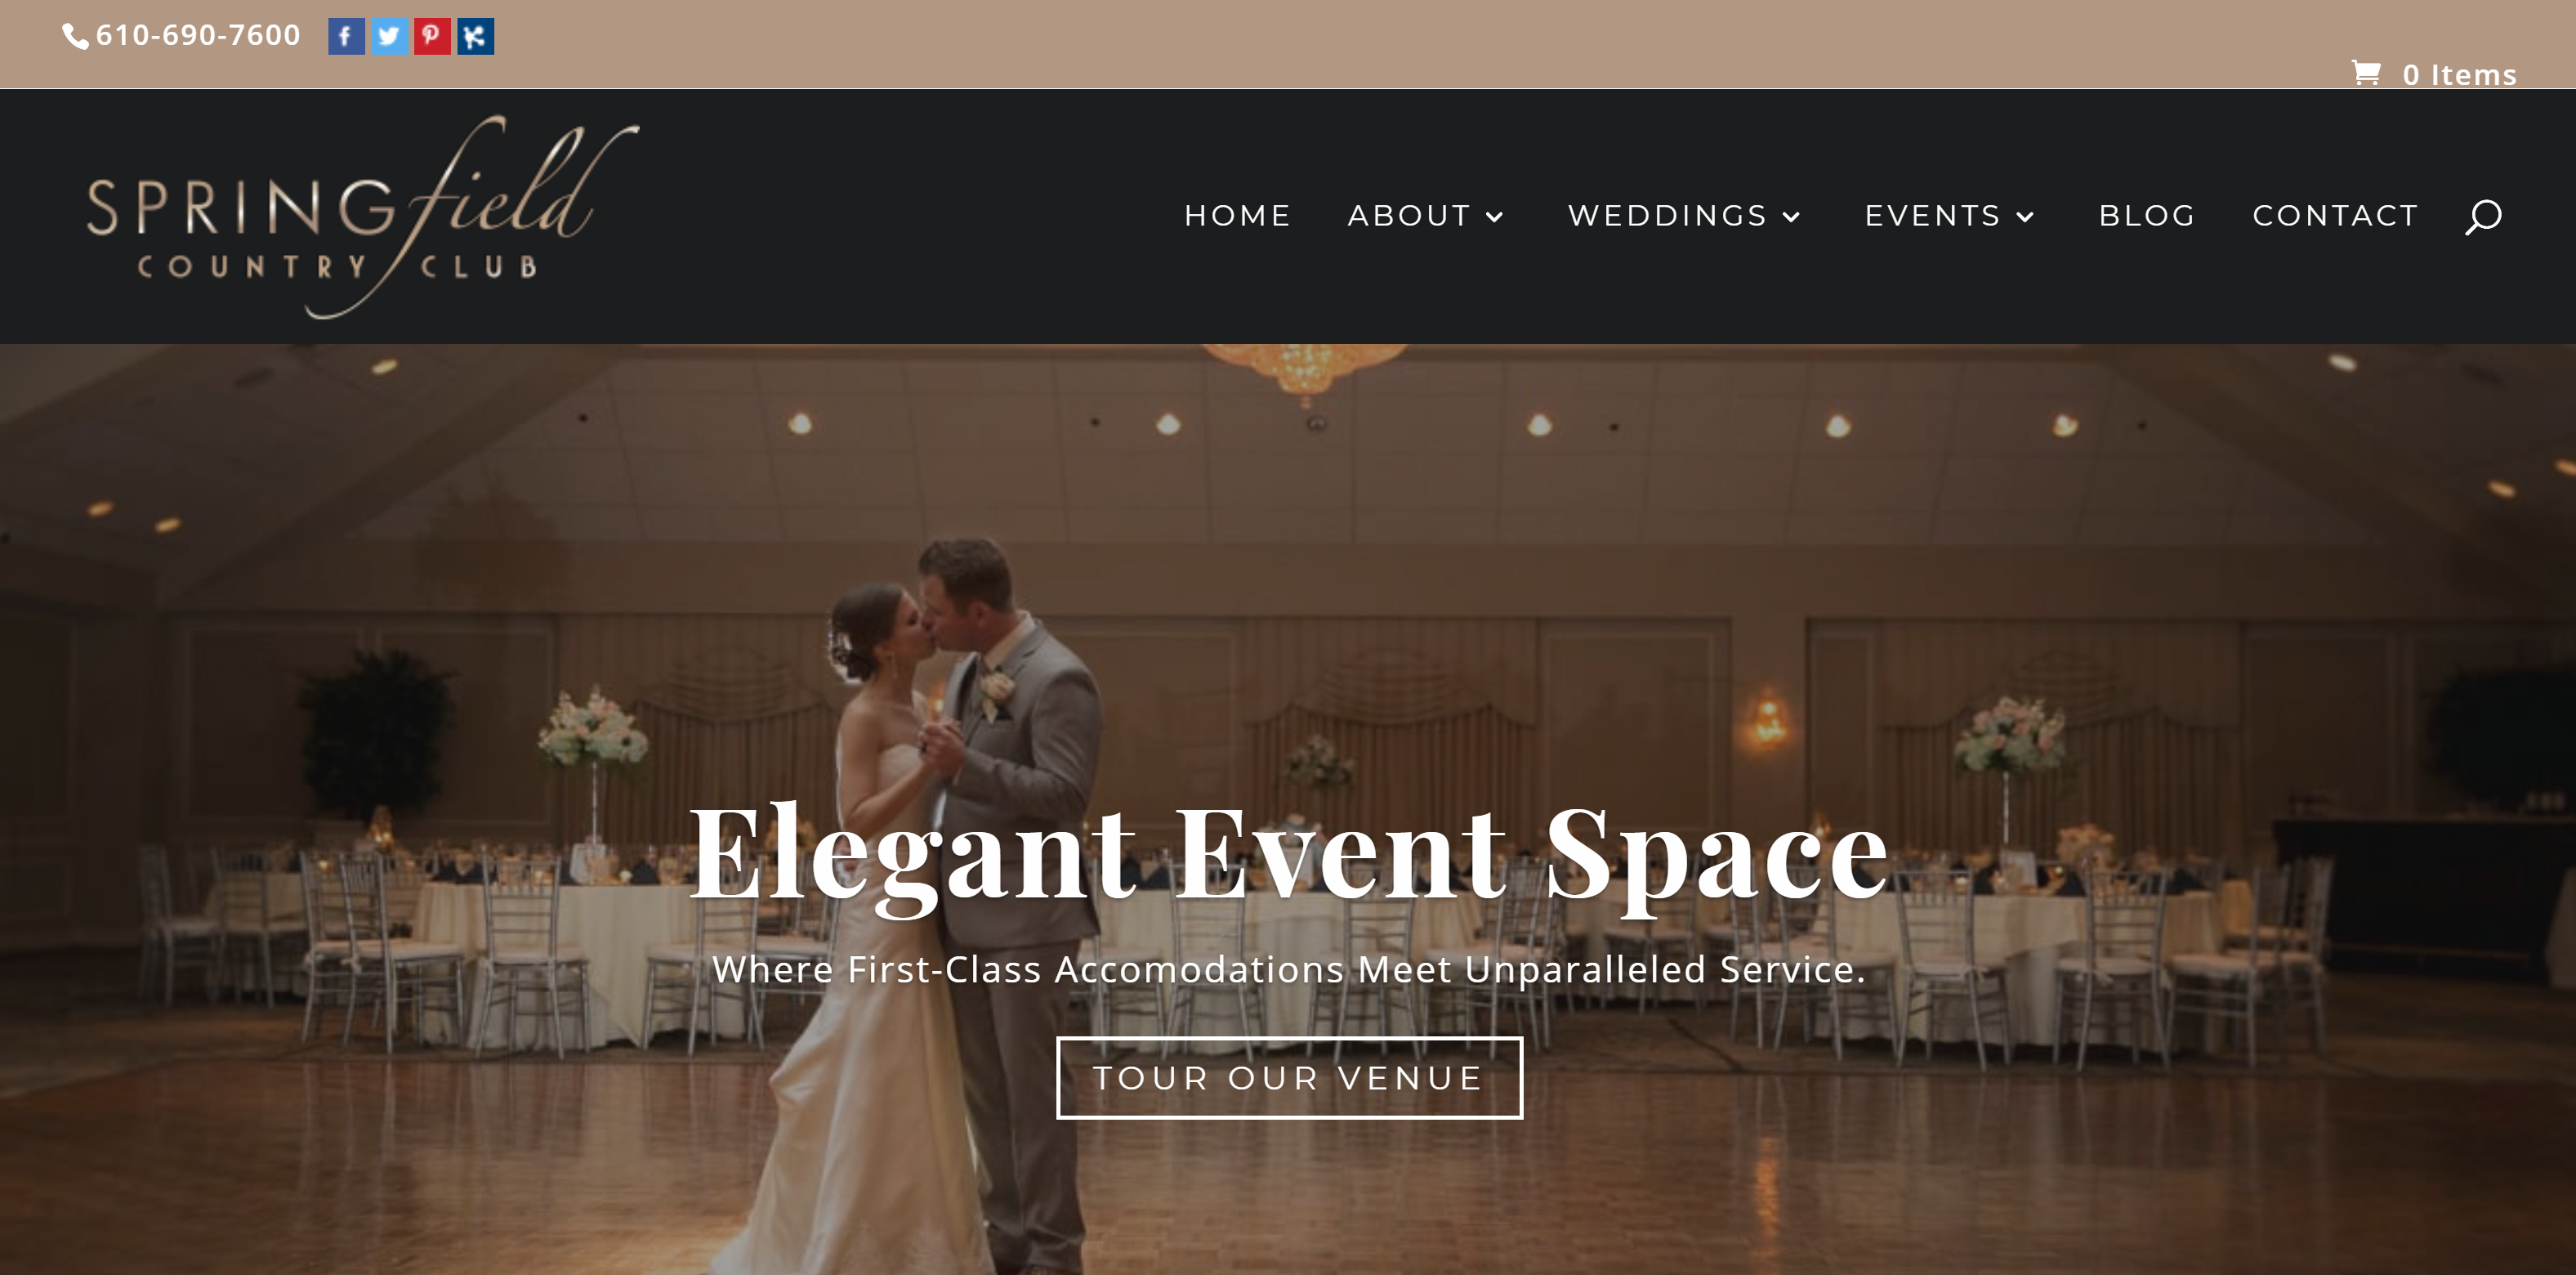 610-690-7600
0 Items
SPRINGfield
COUNTRY CLUB
HOME ABOUT WEDDINGS EVENTS BLOG CONTACT
Elegant Event Space
Where First-Class Accomodations Meet Unparalleled Service.
TOUR OUR VENUE